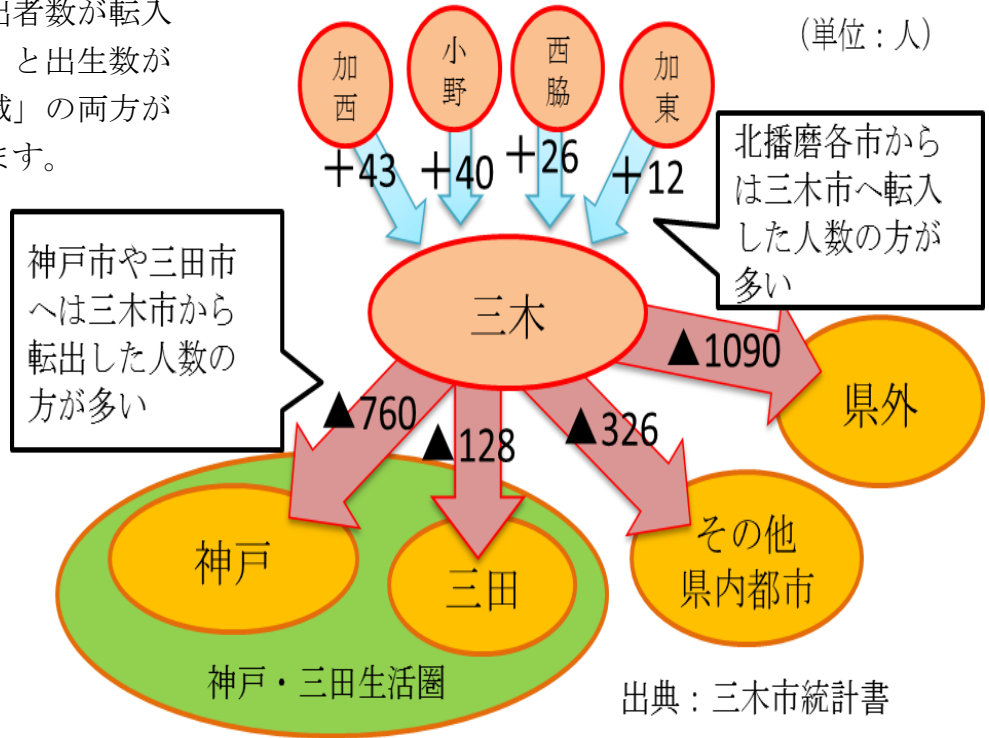 出者数が転入
」と出生数が
減」の両方が
ます。
（単位：人）
加西
小野
西脇
加東
＋43
＋40
＋26
＋12
北播磨各市から
は三木市へ転入
した人数の方が
多い
神戸市や三田市
へは三木市から
転出した人数の
方が多い
三木
▲1090
▲760
▲128
▲326
県外
神戸
三田
その他
県内都市
神戸・三田生活圏
出典：三木市統計書